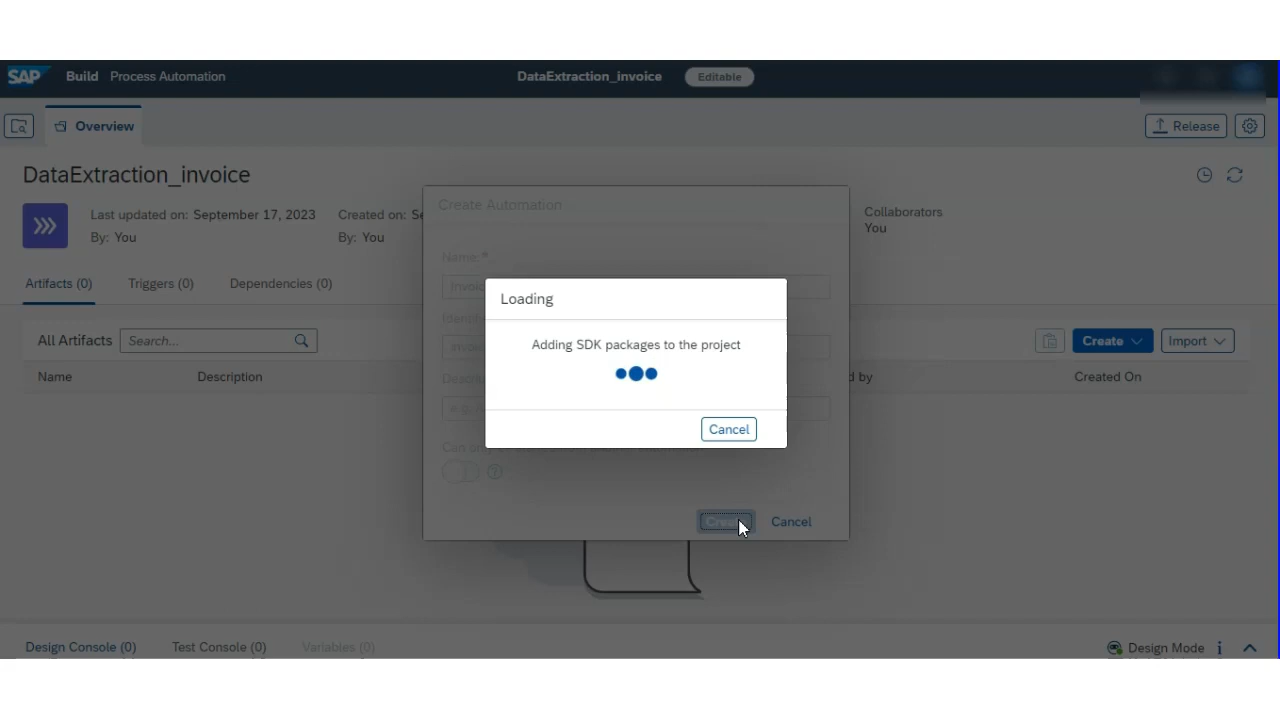 SAP Build Process Automation DataExtraction_invoice Editable
Overview Release
DataExtraction_invoice
Last updated on: September 17, 2023 Created on:
By: You By: You
Collaborators
You
Artifacts (0) Triggers (0) Dependencies (0)
All Artifacts Search... Create Import
Name Description by Created On
Create Automation
Name: *
Loading
Adding SDK packages to the project
Cancel
Cancel
Design Console (0) Test Console (0) Variables (0) Design Mode